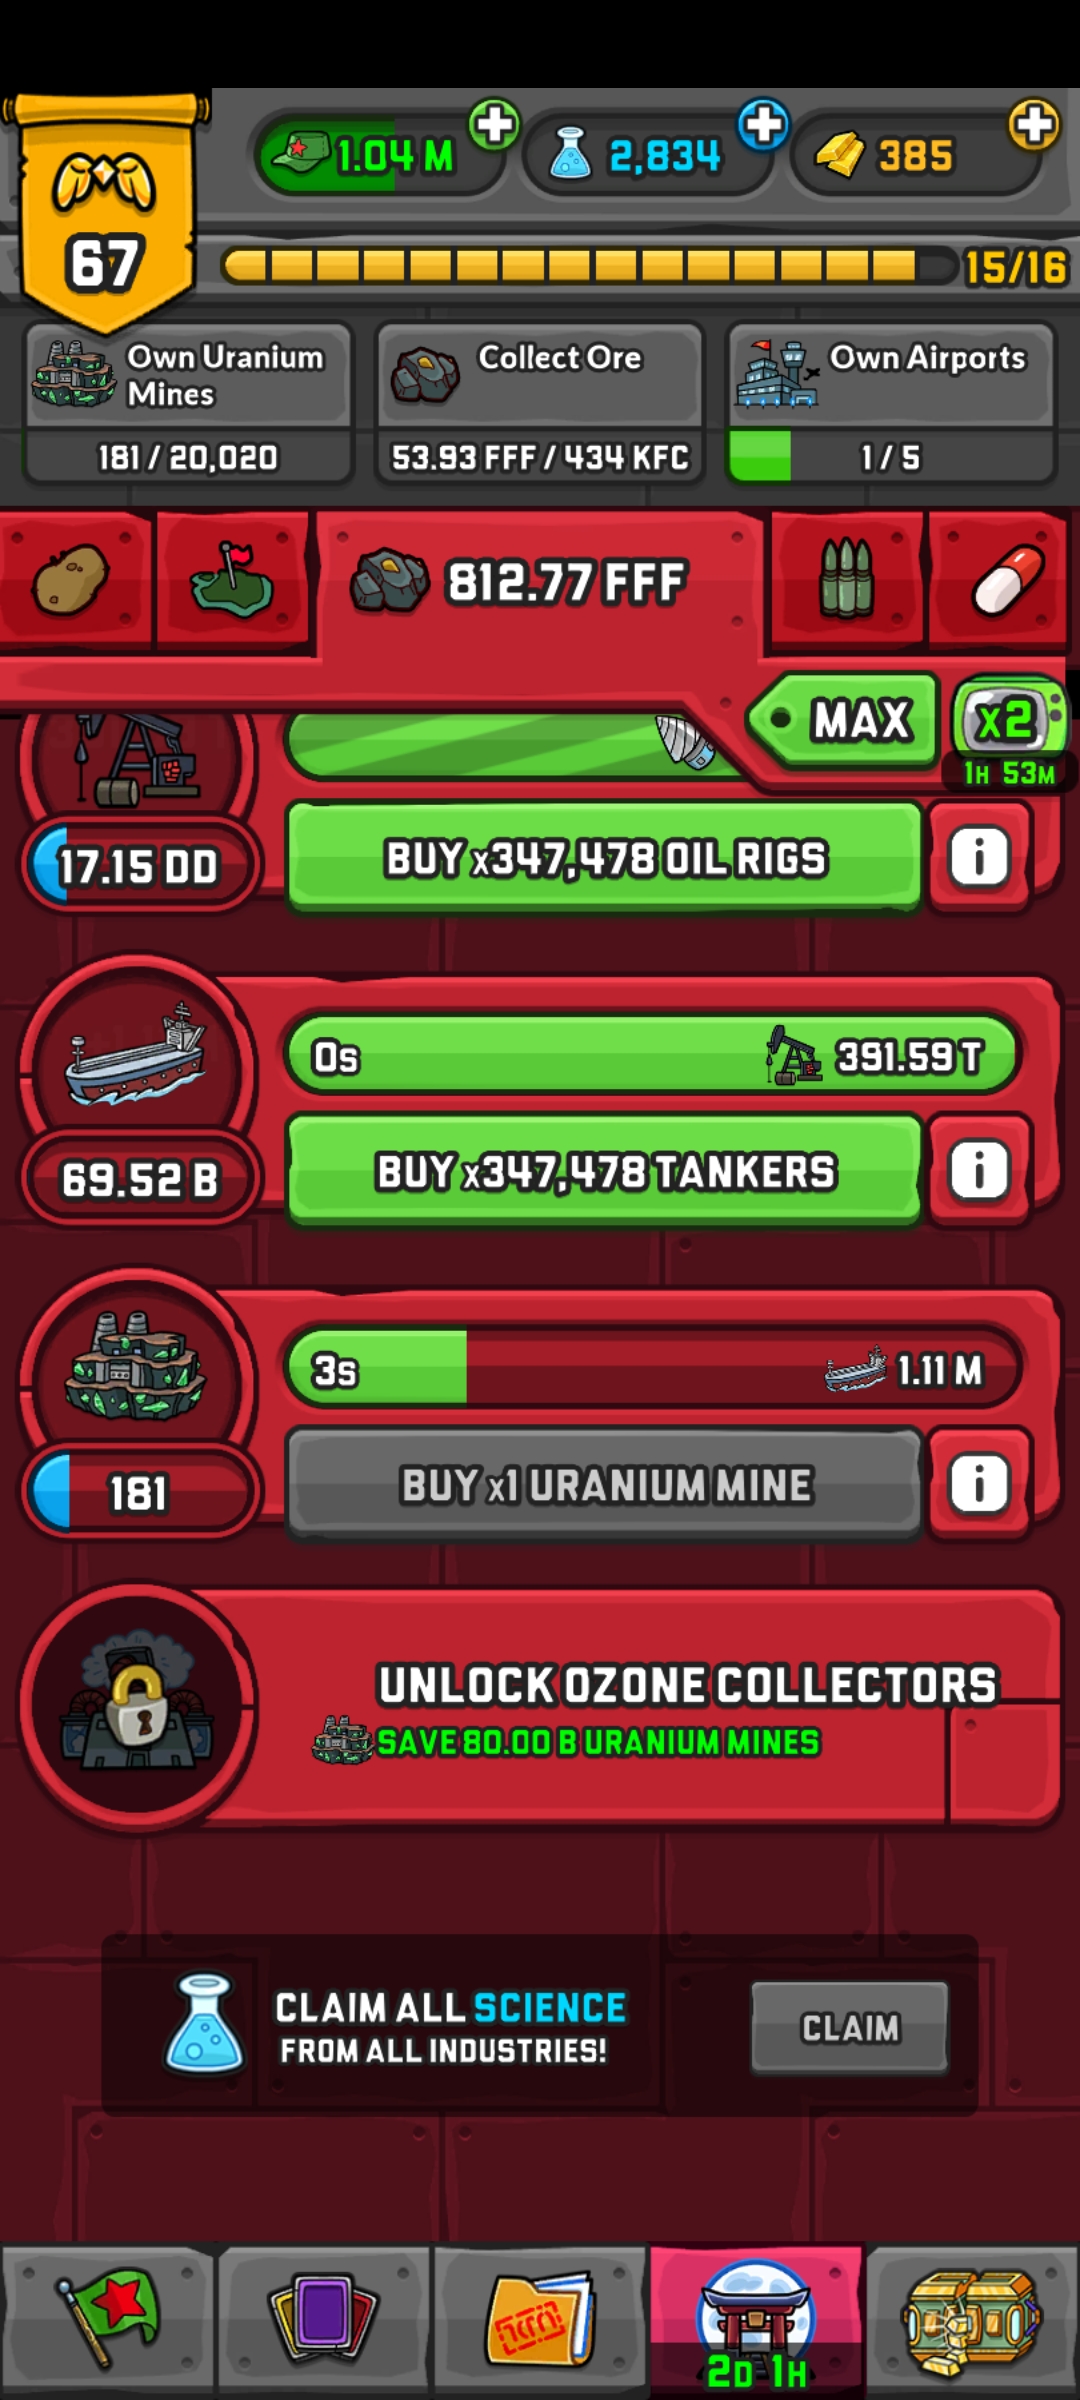 1.04 M
2,834
385
67
15/16
Own Uranium
Mines
181 / 20,020
Collect Ore
53.93 FFF / 434 KFC
Own Airports
1 / 5
812.77 FFF
MAX
x2
1H 53M
17.15 DD
BUY x347,478 OIL RIGS
i
0s
391.59 T
69.52 B
BUY x347,478 TANKERS
i
3s
1.11 M
181
BUY x1 URANIUM MINE
i
UNLOCK OZONE COLLECTORS
SAVE 80.00 B URANIUM MINES
CLAIM ALL SCIENCE
FROM ALL INDUSTRIES!
CLAIM
2D 1H